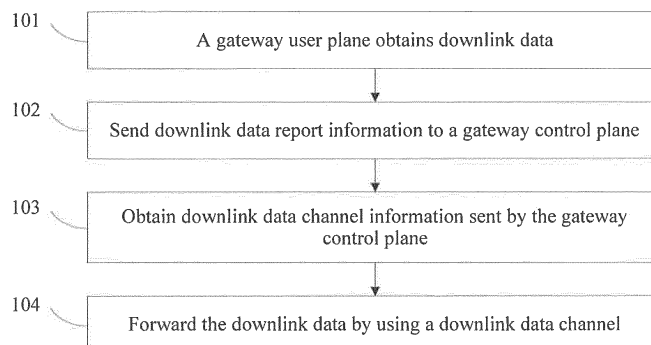 101
A gateway user plane obtains downlink data
102
Send downlink data report information to a gateway control plane
103
Obtain downlink data channel information sent by the gateway
control plane
104
Forward the downlink data by using a downlink data channel